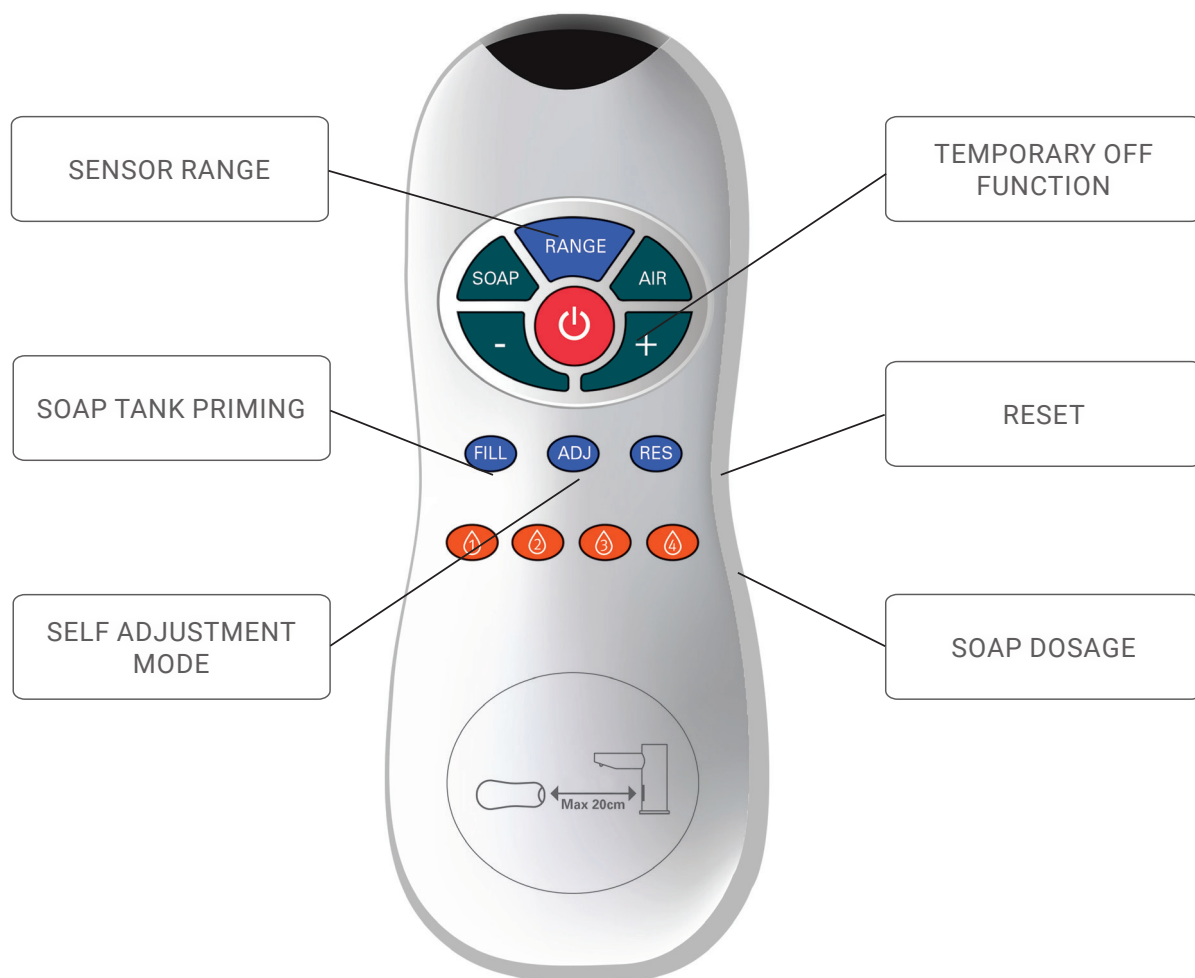 SENSOR RANGE
TEMPORARY OFF
FUNCTION
RANGE
SOAP
AIR
-
+
SOAP TANK PRIMING
RESET
FILL
ADJ
RES
1
2
3
4
SELF ADJUSTMENT
MODE
SOAP DOSAGE
Max 20cm